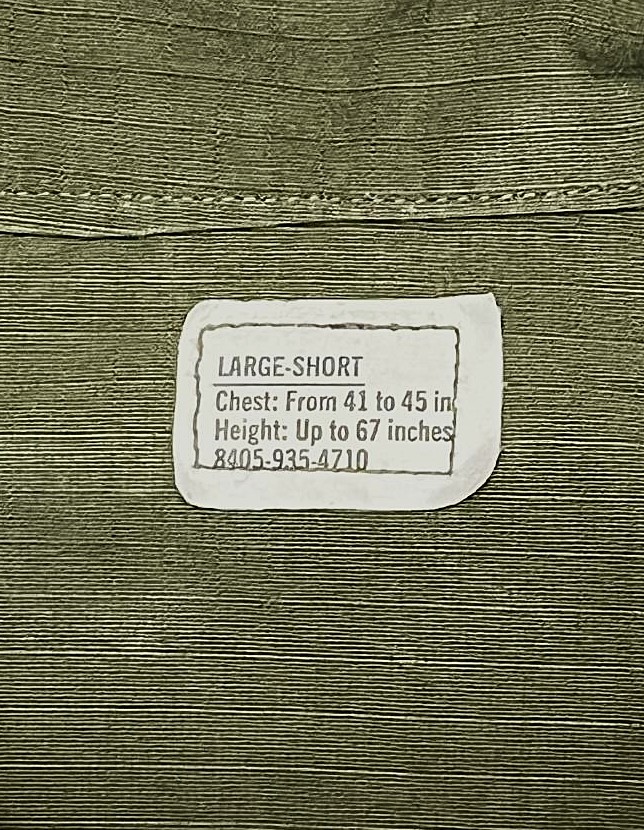 LARGE-SHORT
Chest: From 41 to 45 in
Height: Up to 67 inches
8405-935-4710